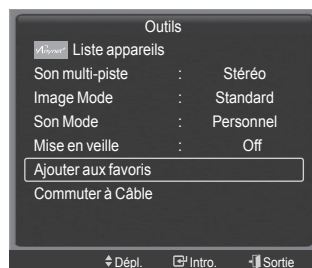 Outils
Anynet+ Liste appareils
Son multi-piste : Stéréo
Image Mode : Standard
Son Mode : Personnel
Mise en veille : Off
Ajouter aux favoris
Commuter à Câble
Dépl. Intro. Sortie